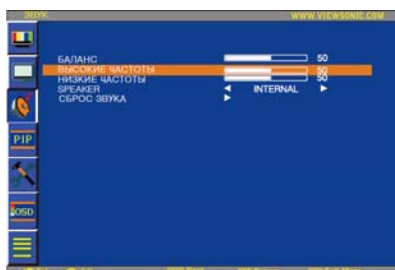 ЗВУК WWW.VIEWSONIC.COM
БАЛАНС 50
ВЫСОКИЕ ЧАСТОТЫ 50
НИЗКИЕ ЧАСТОТЫ 50
SPEAKER INTERNAL
СБРОС ЗВУКА
PIP
OSD